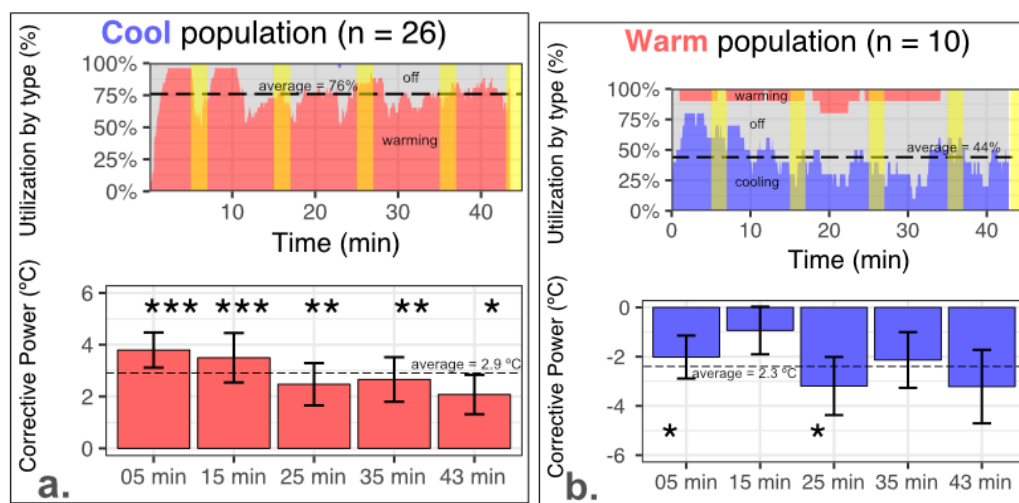 Cool population (n = 26)
Utilization by type (%)
100%
75%
50%
25%
0%
average = 76%
off
warming
10
20
30
40
Time (min)
Corrective Power (°C)
6
4
2
0
*** *** ** ** *
average = 2.9 °C
05 min 15 min 25 min 35 min 43 min
a.
Warm population (n = 10)
Utilization by type (%)
100%
75%
50%
25%
0%
warming
off
average = 44%
cooling
0
10
20
30
40
Time (min)
Corrective Power (°C)
0
-2
-4
-6
average = 2.3 °C
* *
05 min 15 min 25 min 35 min 43 min
b.